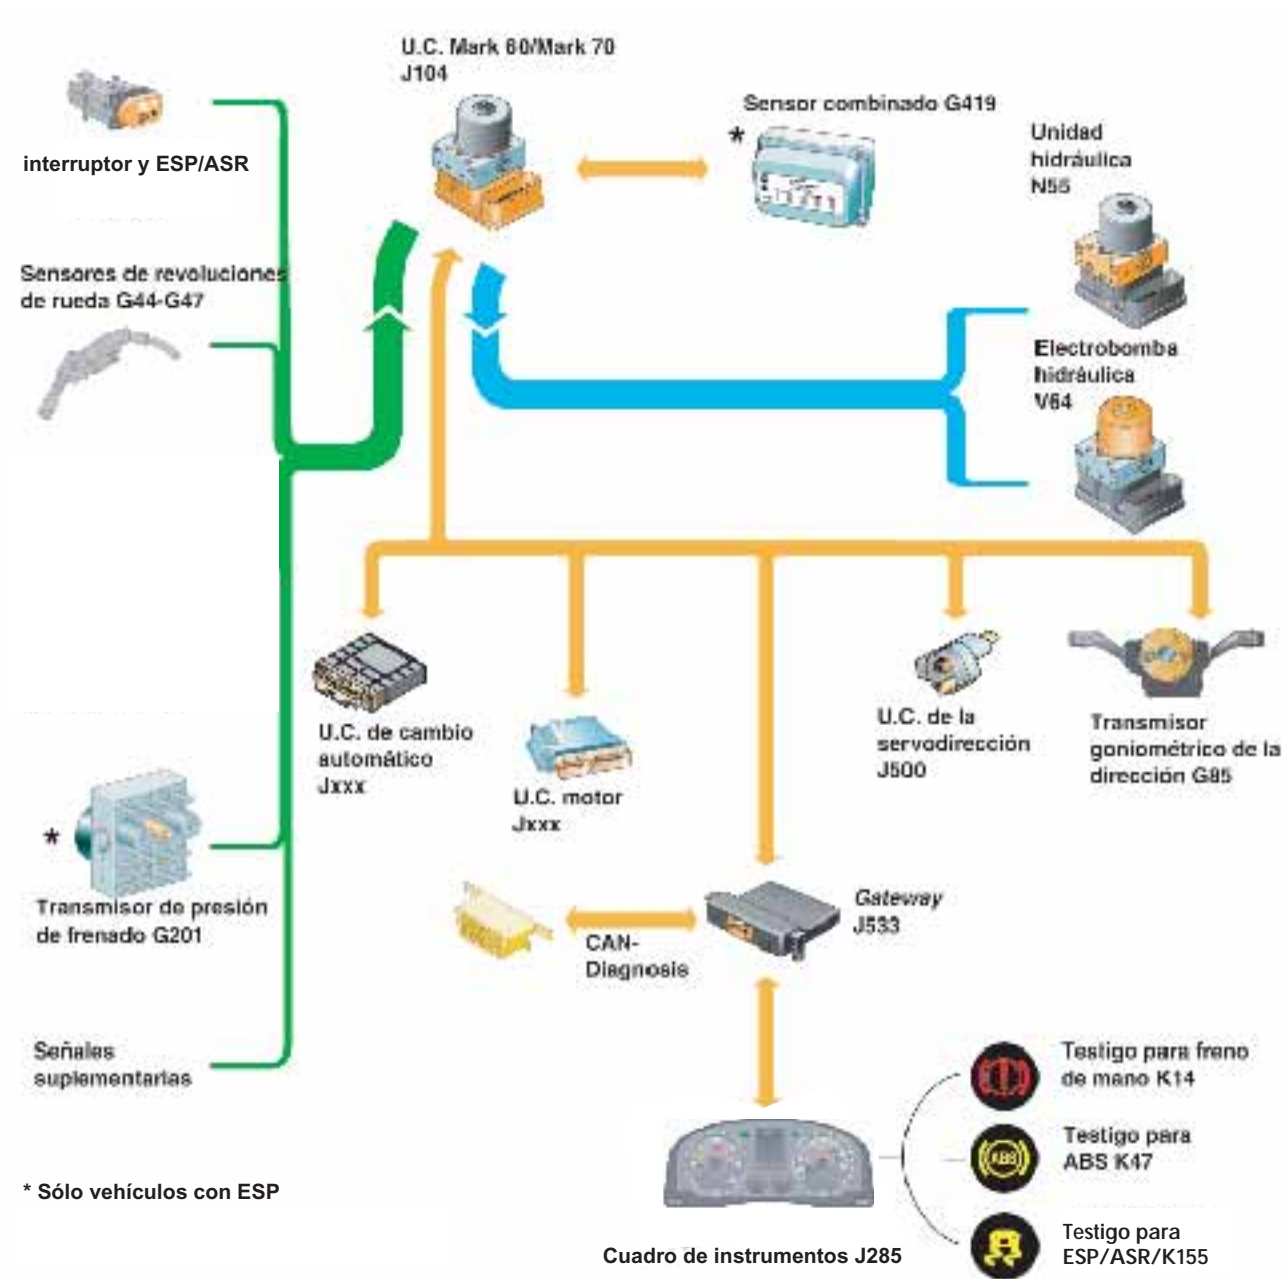 U.C. Mark 60/Mark 70
J104
Sensor combinado G419
*
Unidad
hidráulica
N55
interruptor y ESP/ASR
Sensores de revoluciones
de rueda G44-G47
Electrobomba
hidráulica
V64
U.C. de cambio
automático
Jxxx
U.C. motor
Jxxx
U.C. de la
servodirección
J500
Transmisor
goniométrico de la
dirección G85
*
Transmisor de presión
de frenado G201
Gateway
J533
CAN-
Diagnosis
Señales
suplementarias
Testigo para freno
de mano K14
ABS
Testigo para
ABS K47
* Sólo vehículos con ESP
Cuadro de instrumentos J285
Testigo para
ESP/ASR/K155